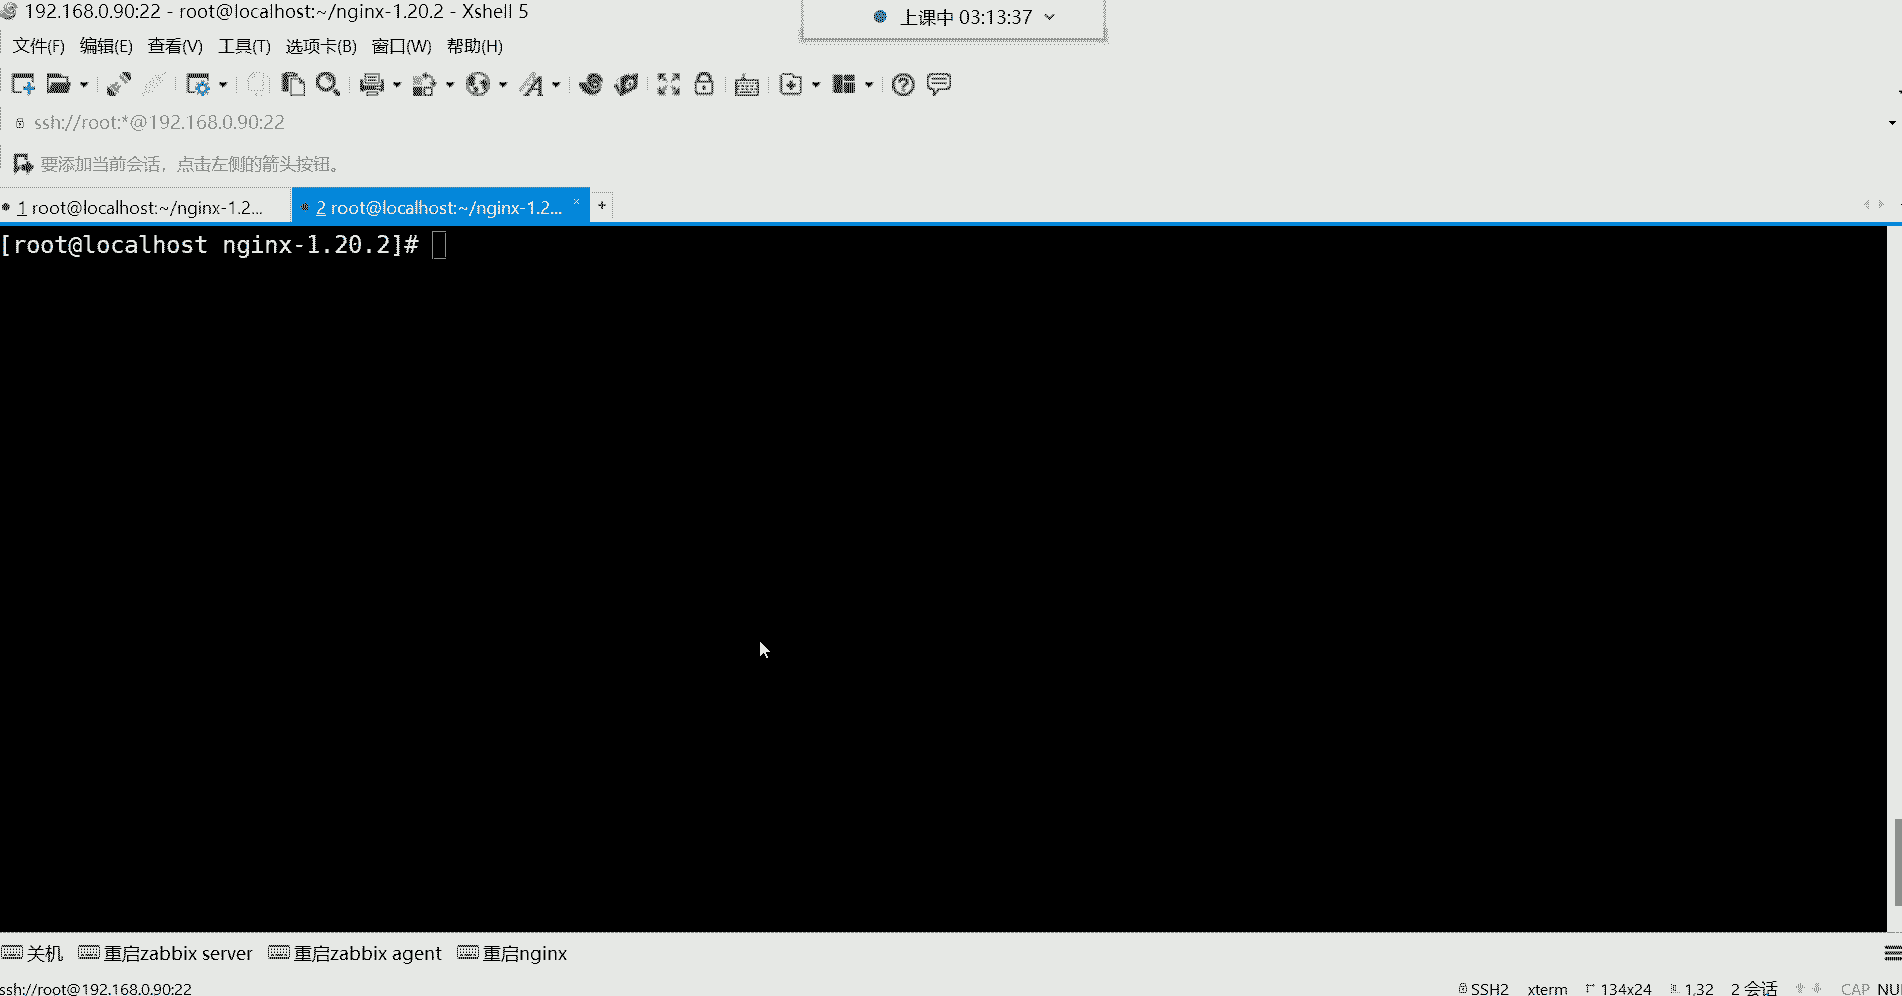 192.168.0.90:22 - root@localhost:~/nginx-1.20.2 - Xshell 5
上课中 03:13:37
文件(F) 编辑(E) 查看(V) 工具(T) 选项卡(B) 窗口(W) 帮助(H)
ssh://root:*@192.168.0.90:22
要添加当前会话，点击左侧的箭头按钮。
1 root@localhost:~/nginx-1.2... 2 root@localhost:~/nginx-1.2... × +
[root@localhost nginx-1.20.2]#
关机 重启zabbix server 重启zabbix agent 重启nginx
ssh://root@192.168.0.90:22 SSH2 xterm 134x24 1,32 2 会话 CAP NU